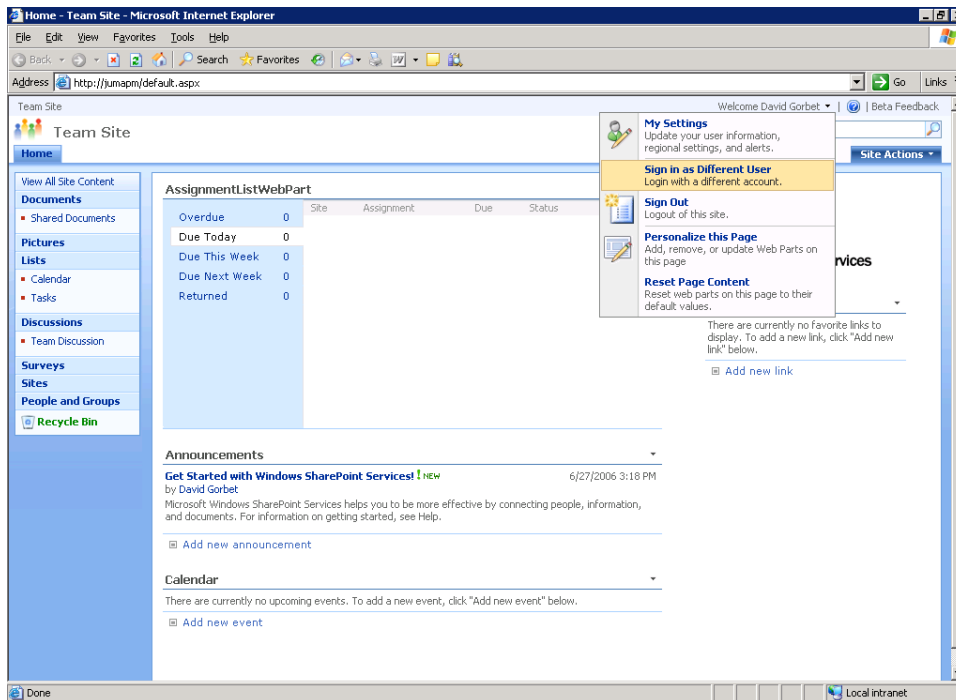 Home - Team Site - Microsoft Internet Explorer
File Edit View Favorites Tools Help
Back Search Favorites
Address http://jumapm/default.aspx Go Links
Team Site Welcome David Gorbet | Beta Feedback
Team Site
Home Site Actions
My Settings
Update your user information,
regional settings, and alerts.
Sign in as Different User
Login with a different account.
Sign Out
Logout of this site.
Personalize this Page
Add, remove, or update Web Parts on
this page
Reset Page Content
Reset web parts on this page to their
default values.
View All Site Content
Documents
Shared Documents
Pictures
Lists
Calendar
Tasks
Discussions
Team Discussion
Surveys
Sites
People and Groups
Recycle Bin
AssignmentListWebPart
Site Assignment Due Status
Overdue 0
Due Today 0
Due This Week 0
Due Next Week 0
Returned 0
rvices
There are currently no favorite links to
display. To add a new link, click "Add new
link" below.
Add new link
Announcements
Get Started with Windows SharePoint Services! ! NEW 6/27/2006 3:18 PM
by David Gorbet
Microsoft Windows SharePoint Services helps you to be more effective by connecting people, information,
and documents. For information on getting started, see Help.
Add new announcement
Calendar
There are currently no upcoming events. To add a new event, click "Add new event" below.
Add new event
Done Local intranet